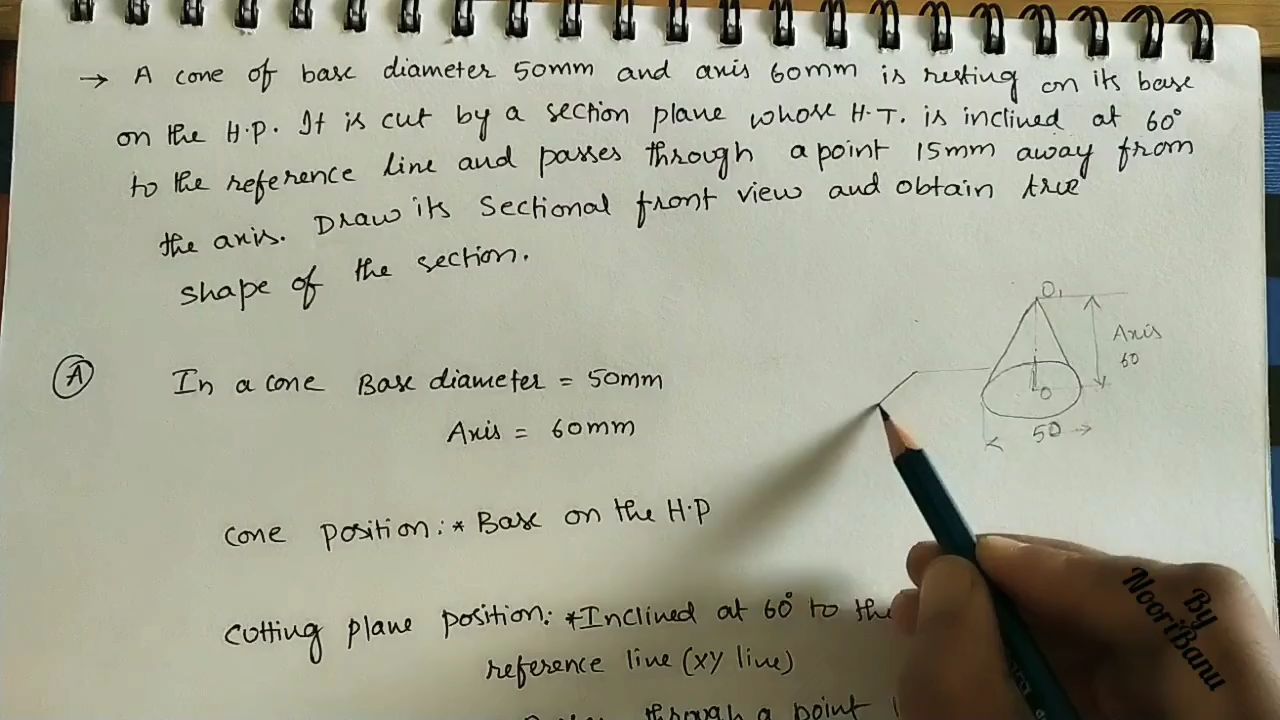 → A cone of base diameter 50mm and axis 60mm is resting on its base
on the H.P. It is cut by a section plane whose H.T. is inclined at 60°
to the reference line and passes through a point 15mm away from
the axis. Draw its Sectional front view and obtain true
shape of the section.
O1
Axis
60
O
50
A In a cone Base diameter = 50mm
Axis = 60mm
Cone position: * Base on the H.P
Cutting plane position: *Inclined at 60° to the
reference line (xy line)
through a point
By
NooriBanu